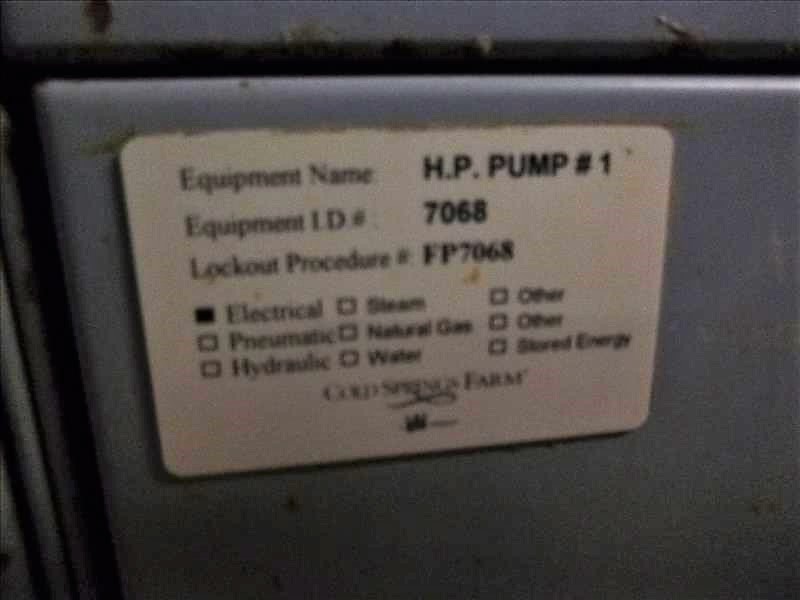 Equipment Name H.P. PUMP # 1
Equipment I.D # 7068
Lockout Procedure # FP7068
Electrical Steam Other
Pneumatic Natural Gas Other
Hydraulic Water Stored Energy
COLD SPRINGS FARM